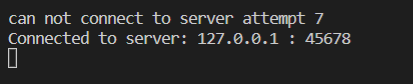 can not connect to server attempt 7
Connected to server: 127.0.0.1 : 45678